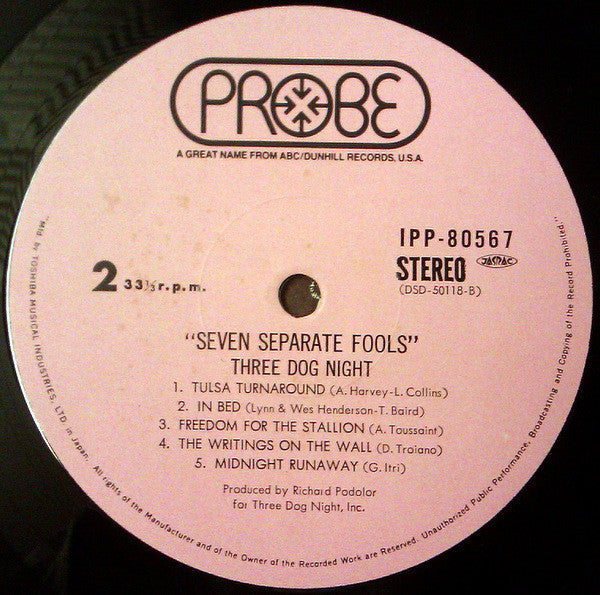 PROBE
A GREAT NAME FROM ABC/DUNHILL RECORDS, U.S.A.
IPP-80567
2 33⅓ r.p.m.
STEREO JASRAC
(DSD-50118-B)
"SEVEN SEPARATE FOOLS"
THREE DOG NIGHT
1. TULSA TURNAROUND (A. Harvey-L. Collins)
2. IN BED (Lynn & Wes Henderson-T. Baird)
3. FREEDOM FOR THE STALLION (A. Toussaint)
4. THE WRITINGS ON THE WALL (D. Traiano)
5. MIDNIGHT RUNAWAY (G. Itri)
Produced by Richard Podolor
for Three Dog Night, Inc.
"Mfd by TOSHIBA MUSICAL INDUSTRIES, LTD. in Japan. All rights of the Manufacturer and of the Owner of the Recorded Work are Reserved. Unauthorized Public Performance, Broadcasting and Copying of the Record Prohibited."